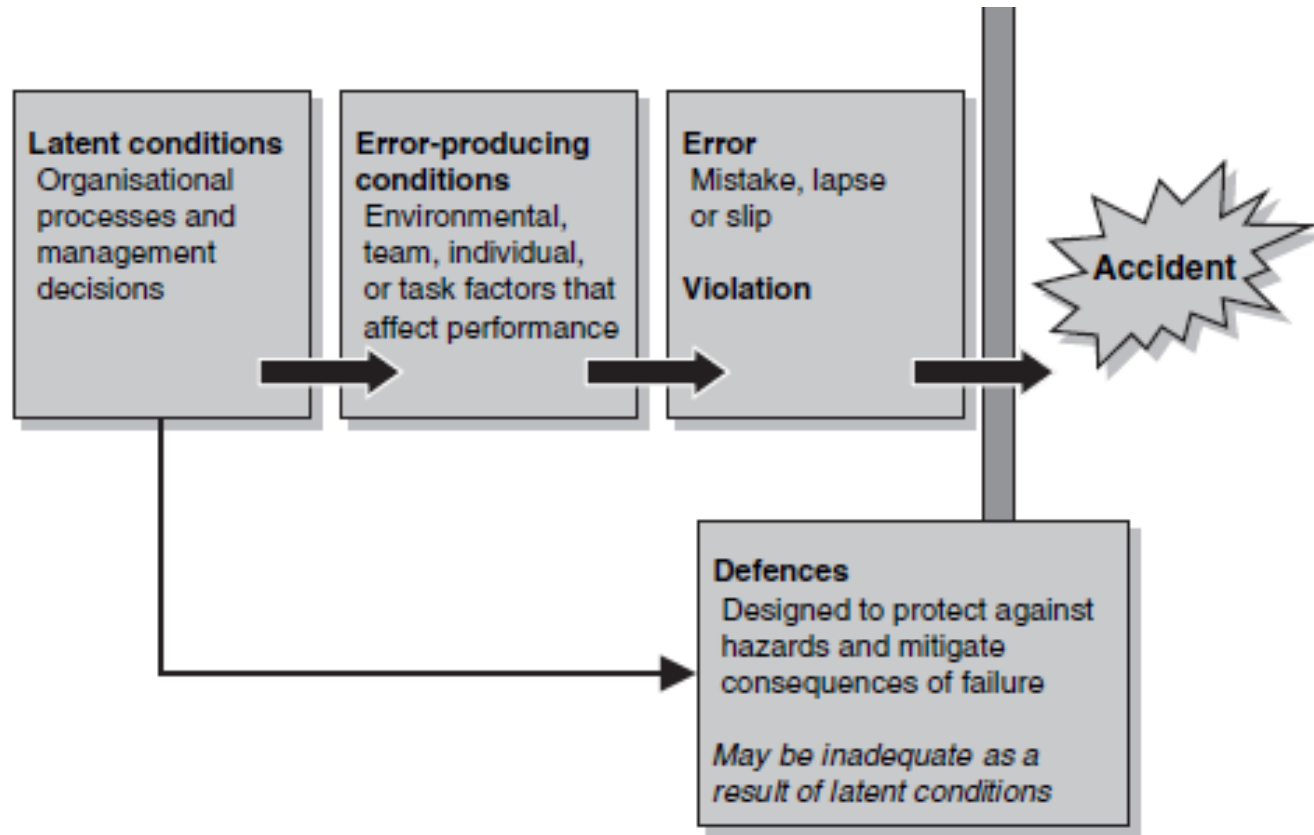 Latent conditions
Organisational
processes and
management
decisions
Error-producing
conditions
Environmental,
team, individual,
or task factors that
affect performance
Error
Mistake, lapse
or slip
Violation
Accident
Defences
Designed to protect against
hazards and mitigate
consequences of failure
May be inadequate as a
result of latent conditions